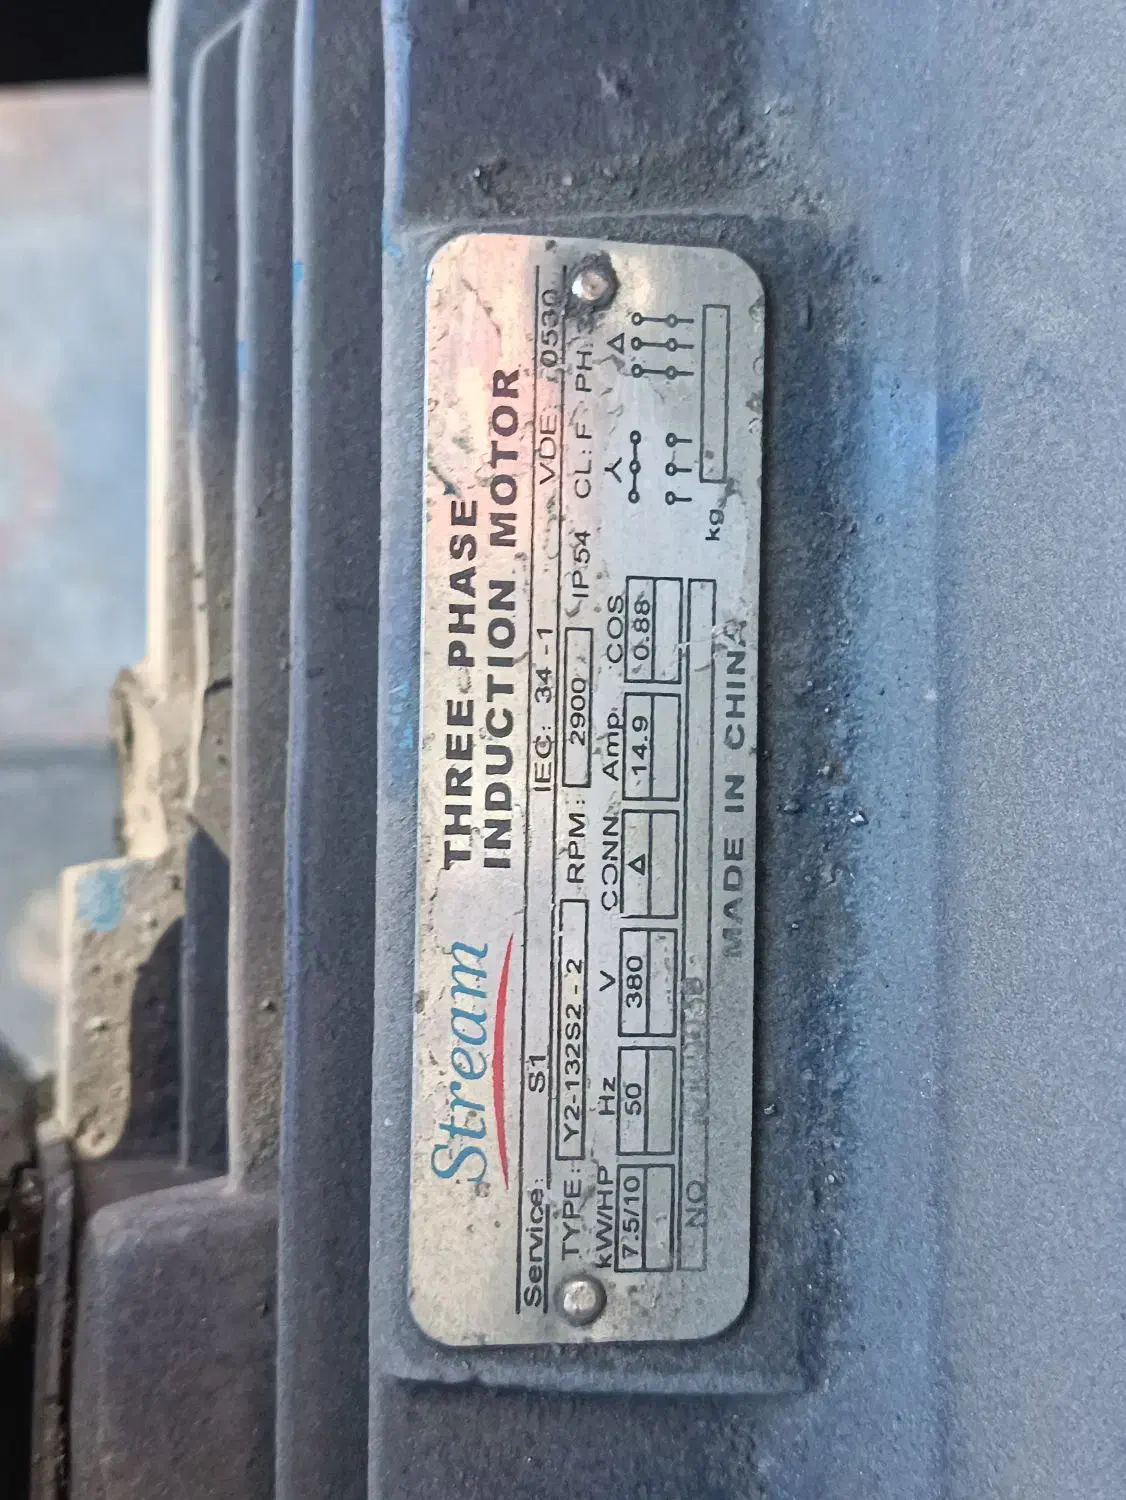 Stream
THREE PHASE
INDUCTION MOTOR
Service: S1 IEC: 34-1 VDE: 0530
TYPE: Y2-132S2-2 RPM: 2900 IP 54 CL: F PH 3
kW/HP Hz V CONN. Amp. COS
7.5/10 50 380 Δ 14.9 0.88
Y Δ
NO
kg
MADE IN CHINA